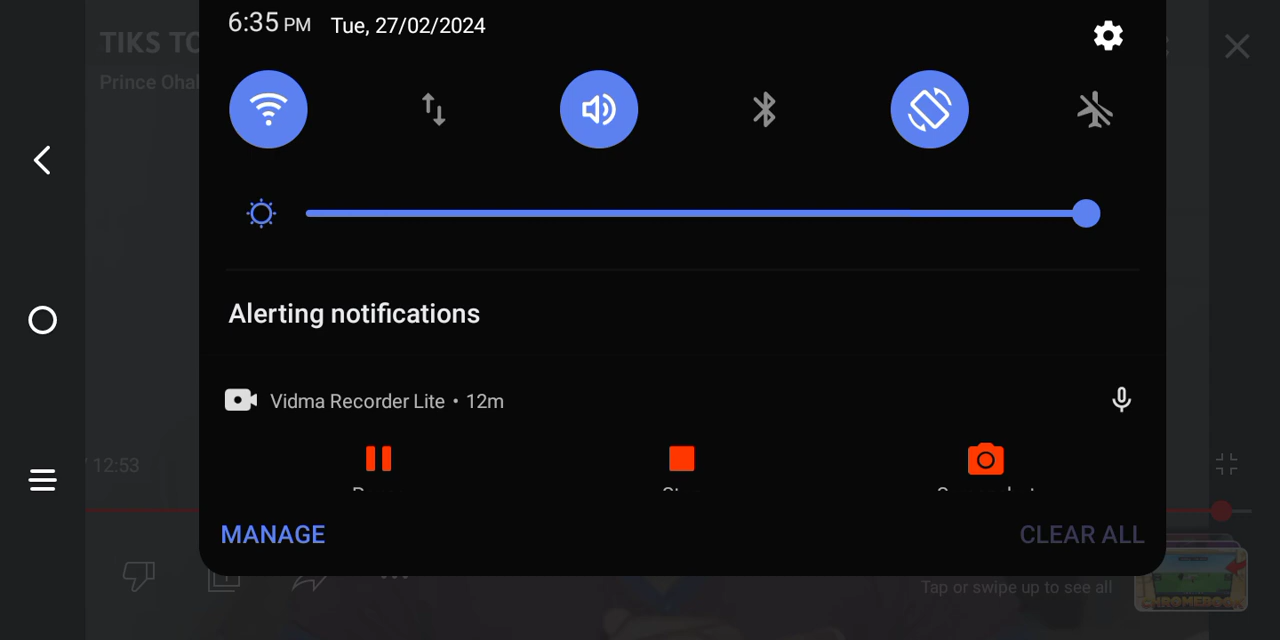 6:35 PM Tue, 27/02/2024
TIKS TO
Prince Ohal
Alerting notifications
Vidma Recorder Lite • 12m
/ 12:53
MANAGE
CLEAR ALL
Tap or swipe up to see all
CHROMEBOOK